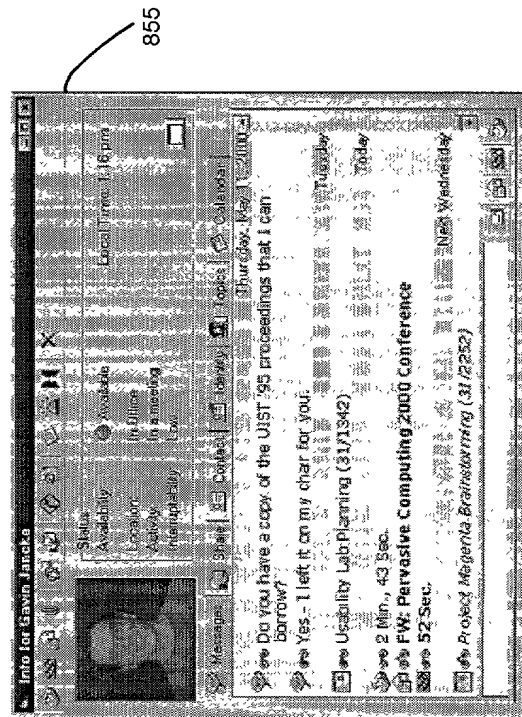 855
Info for Gavin Jancke
Status
Availability Available
Location In Office
Activity In a meeting
Interruptability Low
Local Time: 1:16 pm
Message Share Contact Identity Topics Calendar
Thursday, May 11, 2000
Do you have a copy of the UIST '95 proceedings that I can
borrow?
Yes - I left it on my chair for you.
Tuesday
Usability Lab Planning (31/1342)
Today
2 Min., 43 Sec.
FW: Pervasive Computing 2000 Conference
52 Sec.
Next Wednesday
Project Magenta Brainstorming (31/2252)